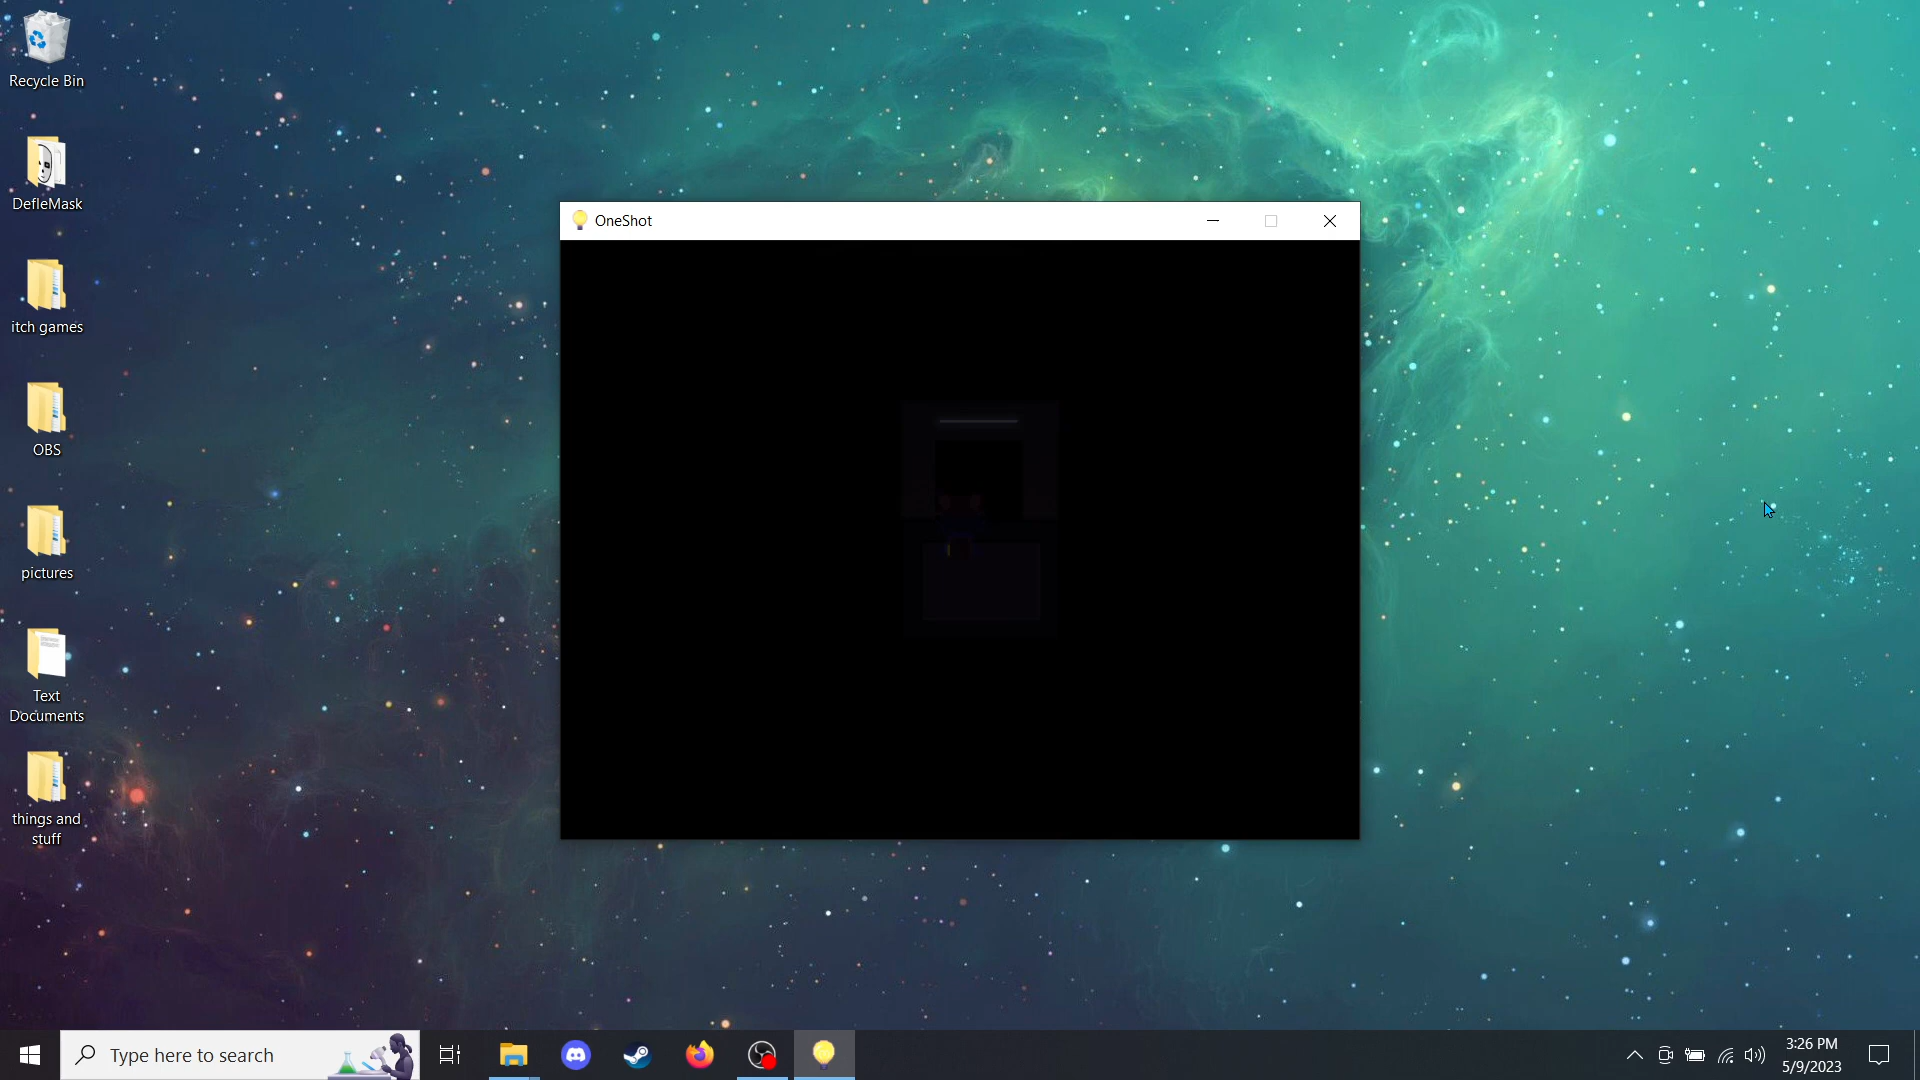 Recycle Bin
DefleMask
itch games
OBS
pictures
Text
Documents
things and
stuff
OneShot
Type here to search
3:26 PM
5/9/2023